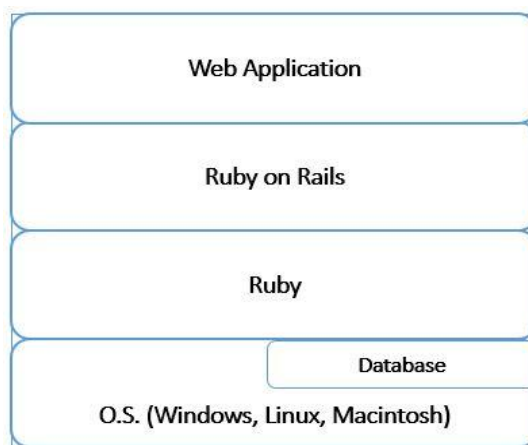 Web Application
Ruby on Rails
Ruby
Database
O.S. (Windows, Linux, Macintosh)